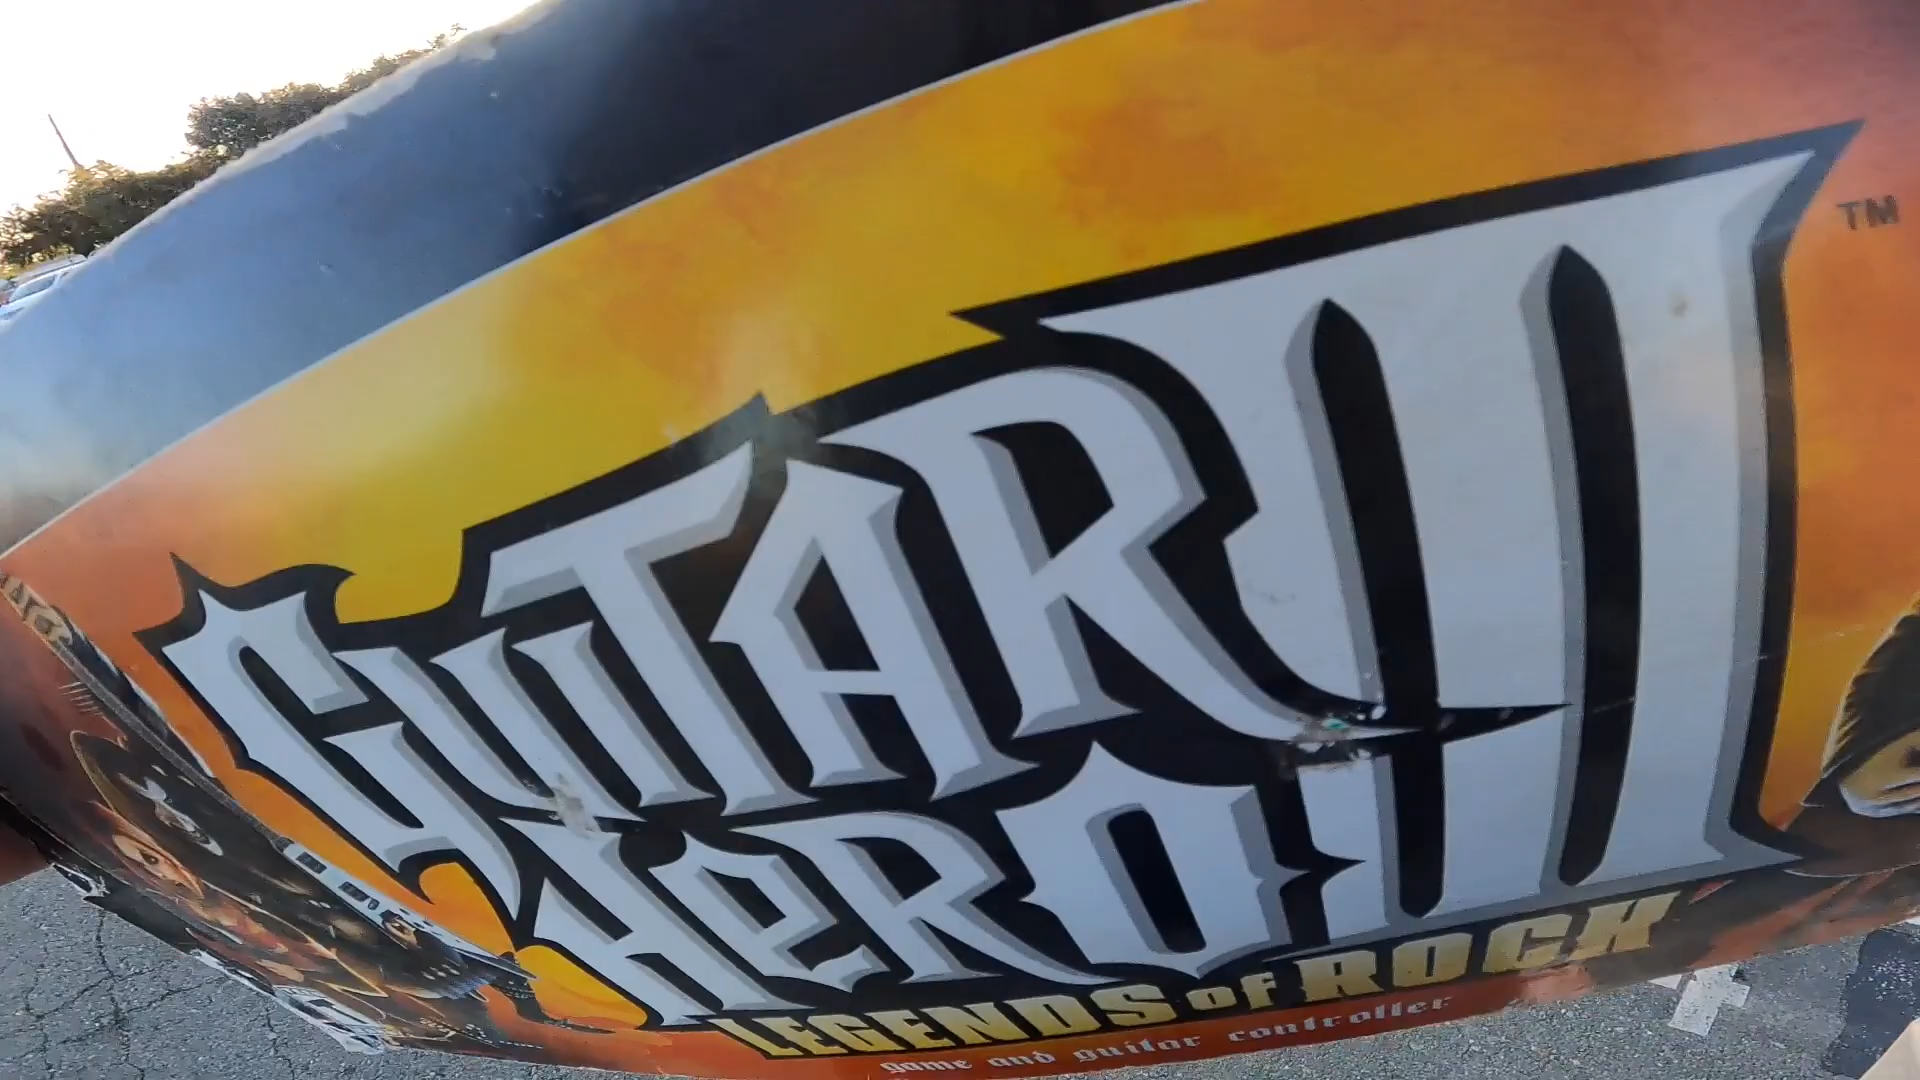 GUITAR III
TM
HERO
LEGENDS of ROCK
game and guitar controller